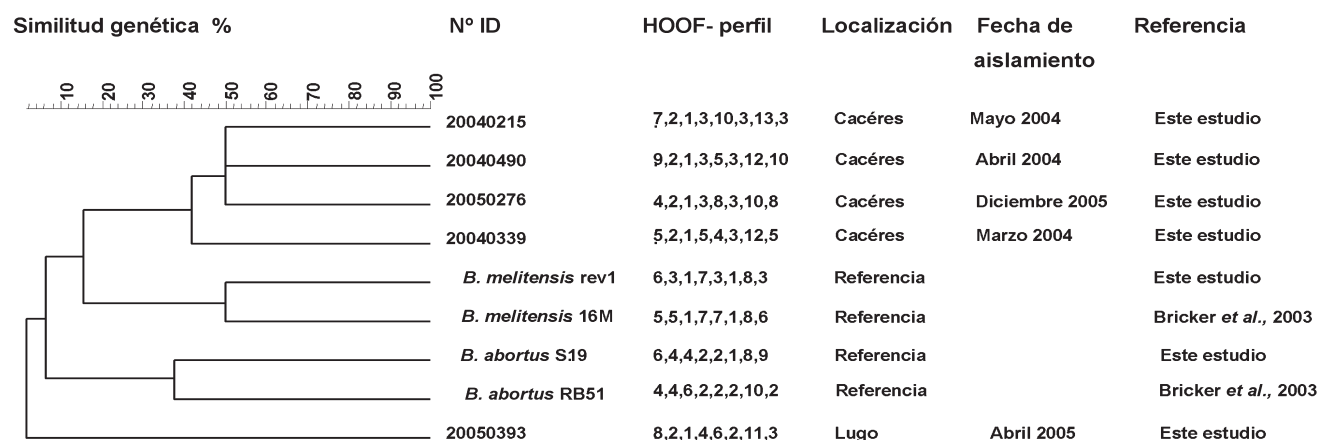 Similitud genética % Nº ID HOOF- perfil Localización Fecha de aislamiento Referencia
10 20 30 40 50 60 70 80 90 100
20040215 7,2,1,3,10,3,13,3 Cacéres Mayo 2004 Este estudio
20040490 9,2,1,3,5,3,12,10 Cacéres Abril 2004 Este estudio
20050276 4,2,1,3,8,3,10,8 Cacéres Diciembre 2005 Este estudio
20040339 5,2,1,5,4,3,12,5 Cacéres Marzo 2004 Este estudio
B. melitensis rev1 6,3,1,7,3,1,8,3 Referencia Este estudio
B. melitensis 16M 5,5,1,7,7,1,8,6 Referencia Bricker et al., 2003
B. abortus S19 6,4,4,2,2,1,8,9 Referencia Este estudio
B. abortus RB51 4,4,6,2,2,2,10,2 Referencia Bricker et al., 2003
20050393 8,2,1,4,6,2,11,3 Lugo Abril 2005 Este estudio